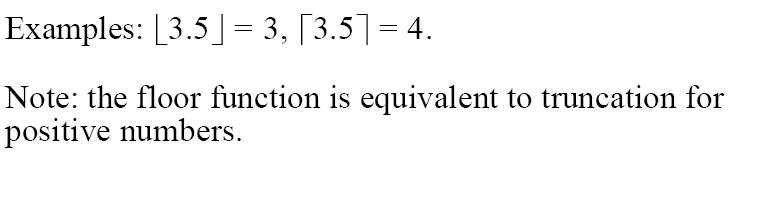 Examples: ⌊3.5⌋ = 3, ⌈3.5⌉ = 4.
Note: the floor function is equivalent to truncation for
positive numbers.